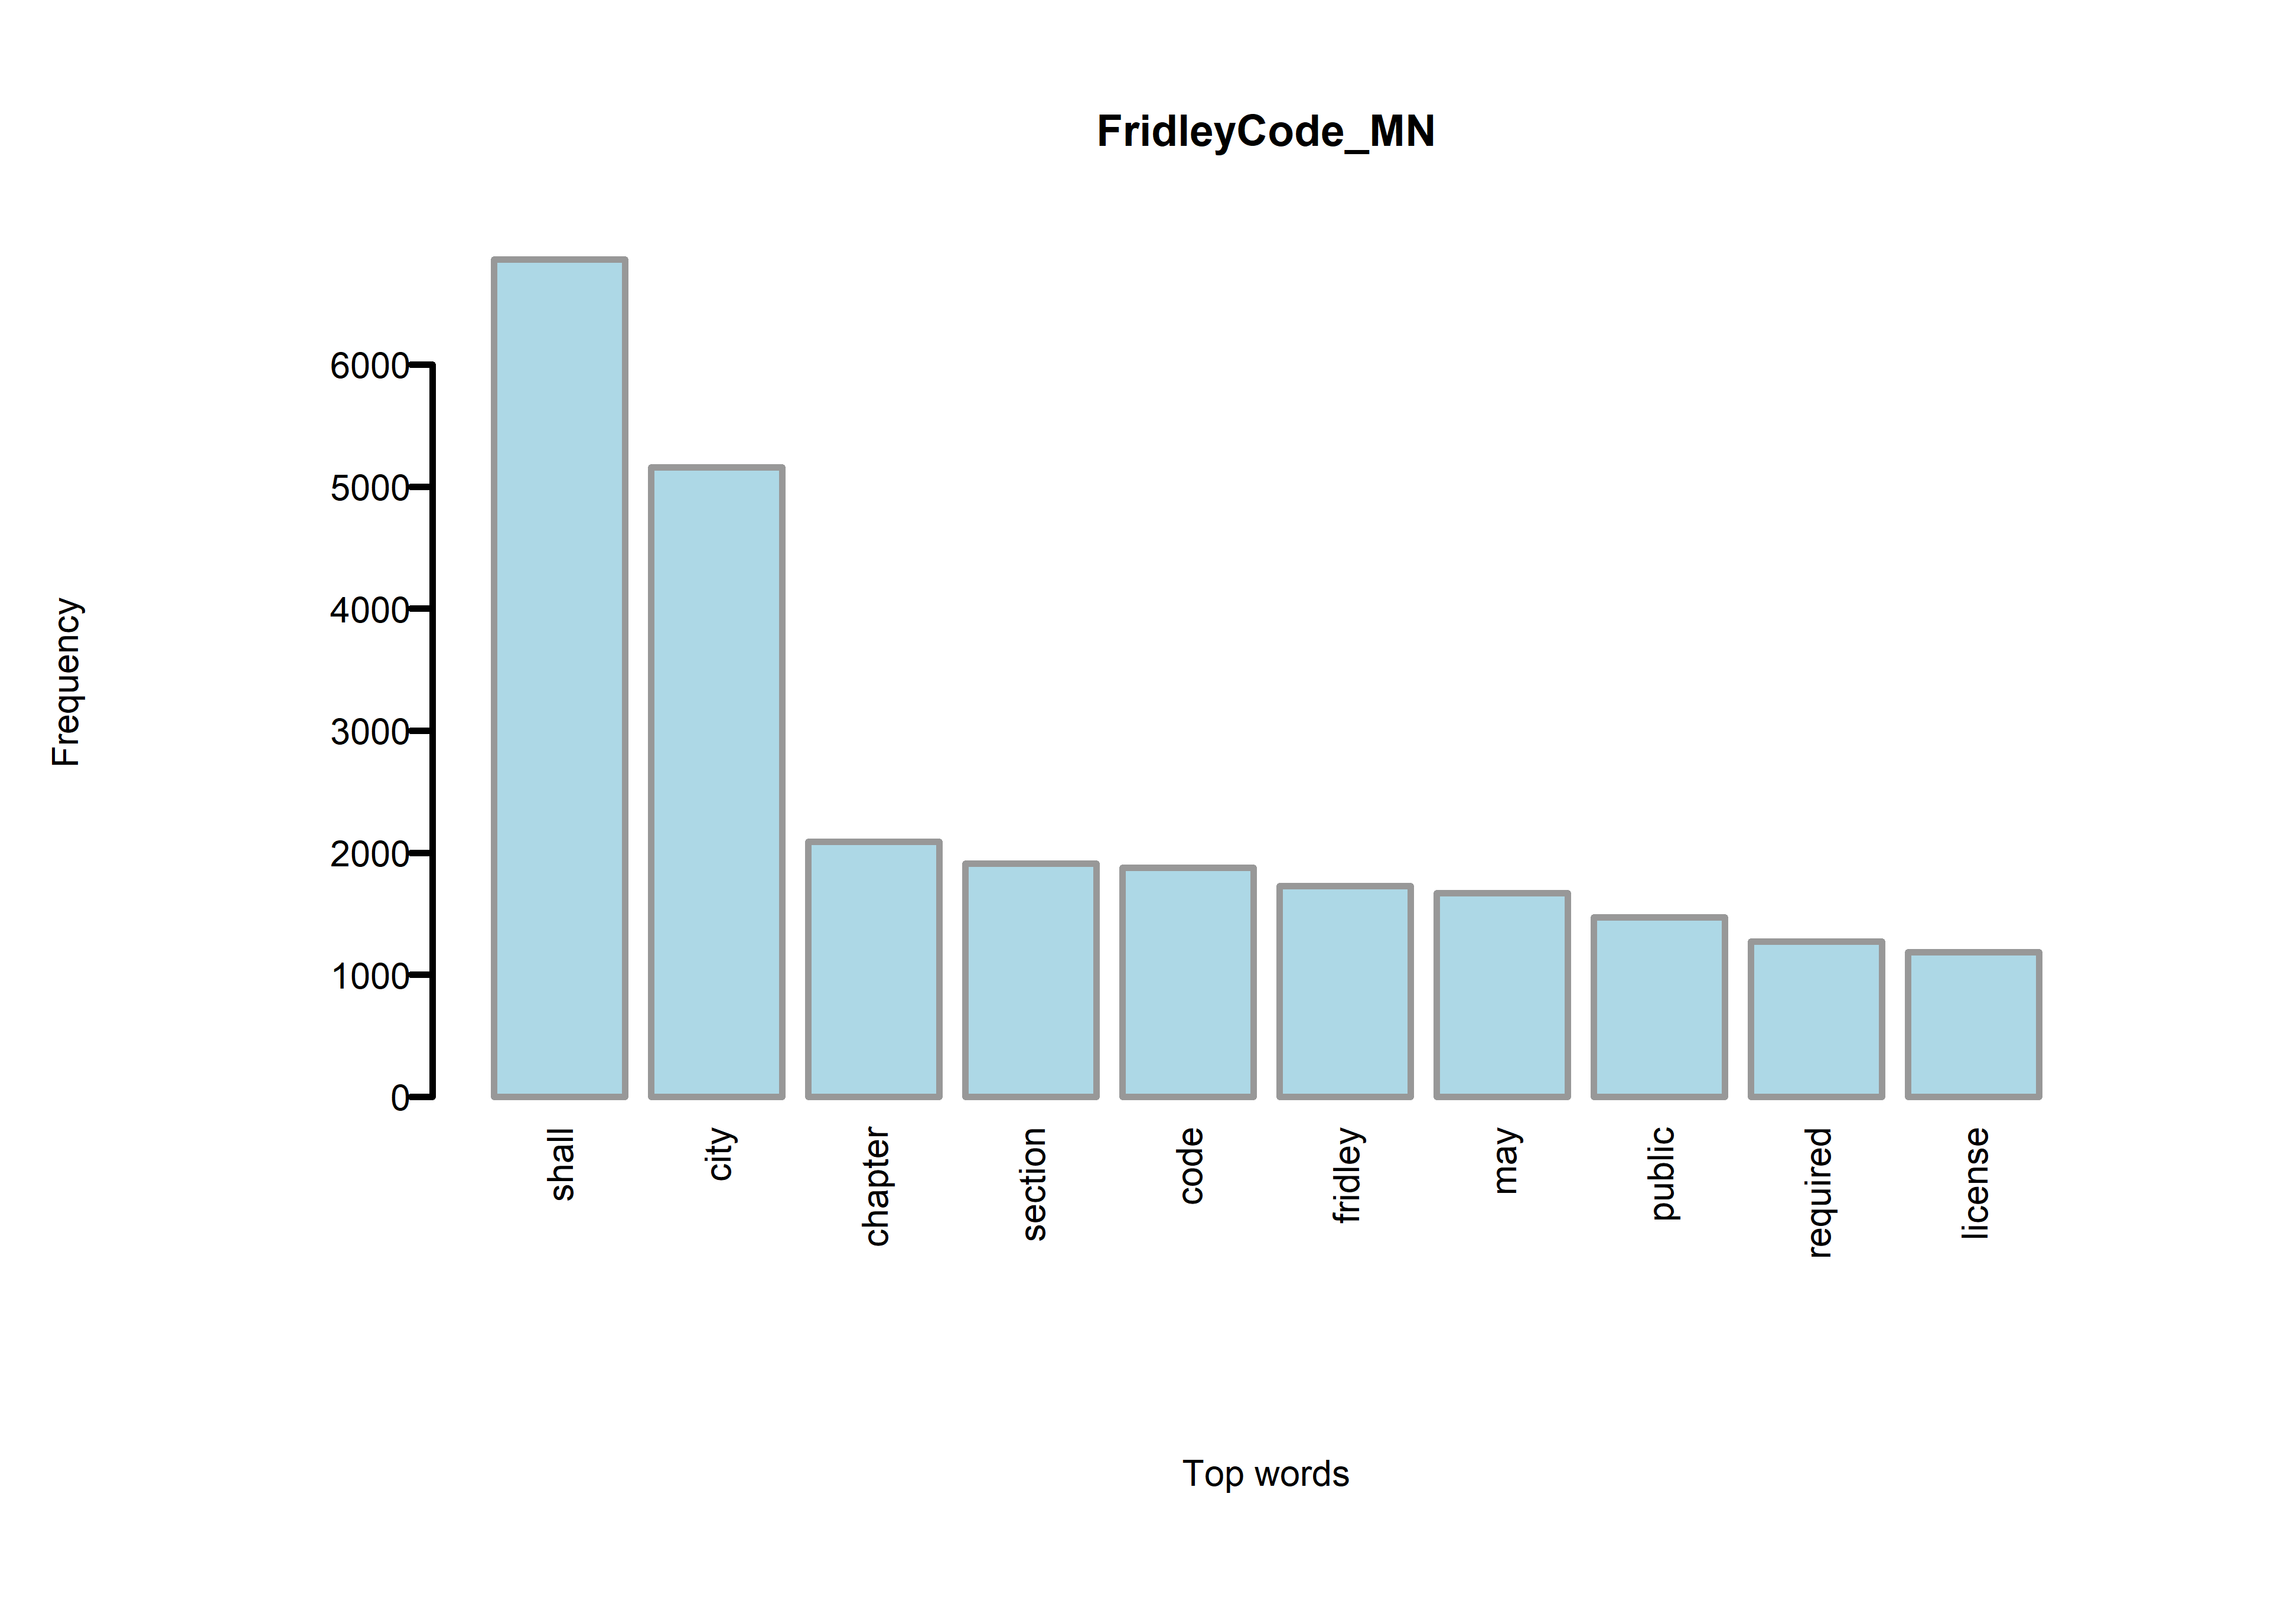 FridleyCode_MN
Frequency
6000
5000
4000
3000
2000
1000
0
shall
city
chapter
section
code
fridley
may
public
required
license
Top words